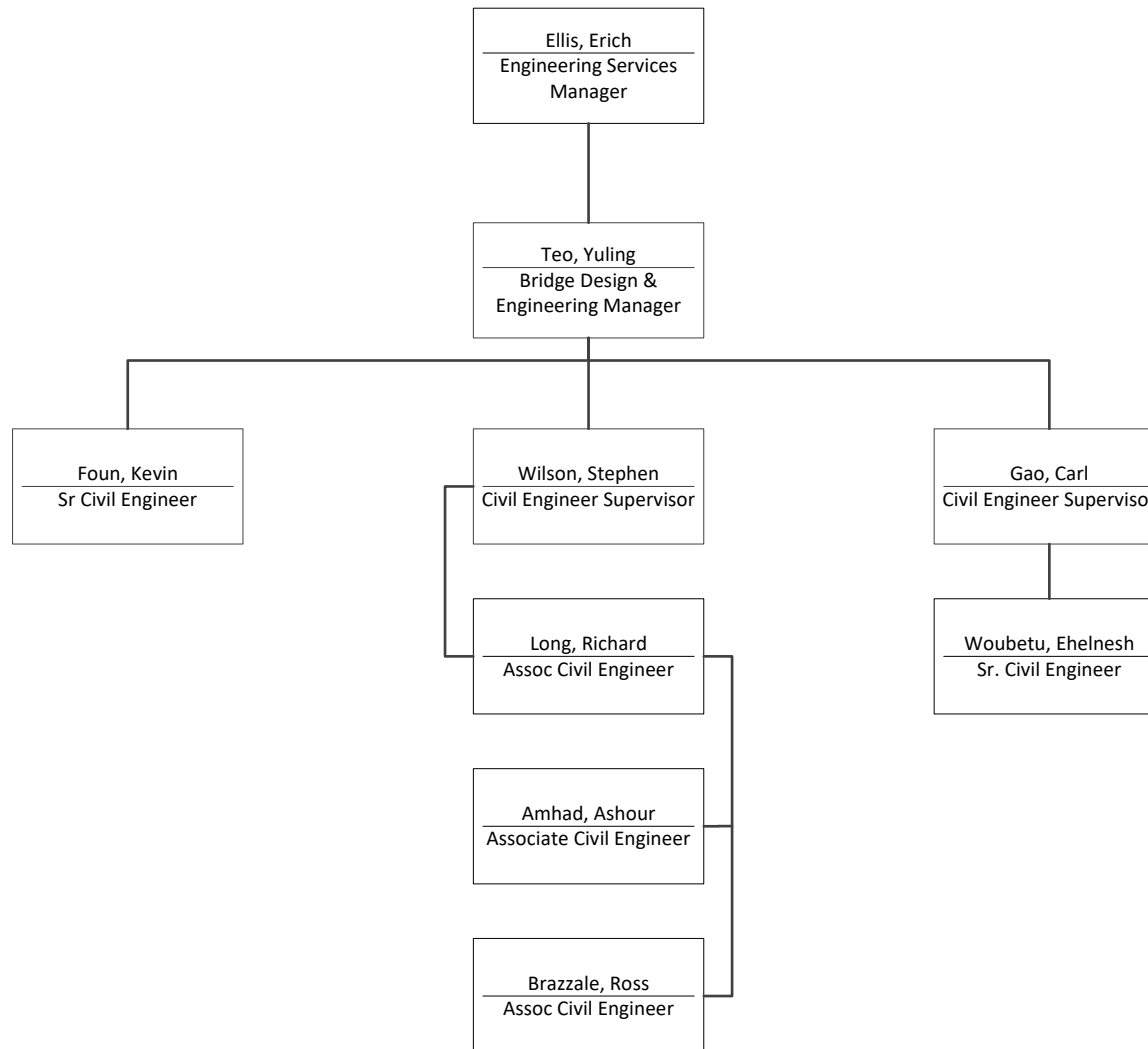 Ellis, Erich
Engineering Services
Manager
Teo, Yuling
Bridge Design &
Engineering Manager
Foun, Kevin
Sr Civil Engineer
Wilson, Stephen
Civil Engineer Supervisor
Gao, Carl
Civil Engineer Superviso
Long, Richard
Assoc Civil Engineer
Woubetu, Ehelnesh
Sr. Civil Engineer
Amhad, Ashour
Associate Civil Engineer
Brazzale, Ross
Assoc Civil Engineer